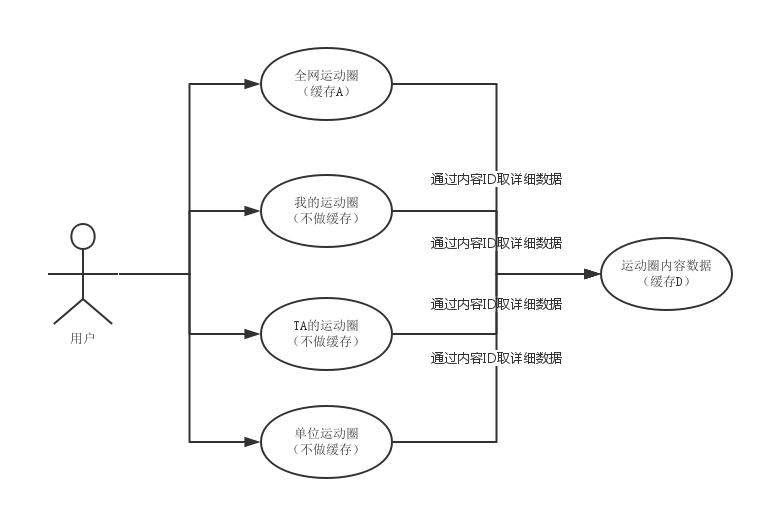 全网运动圈
（缓存A）
通过内容ID取详细数据
我的运动圈
（不做缓存）
通过内容ID取详细数据
运动圈内容数据
（缓存D）
通过内容ID取详细数据
TA的运动圈
（不做缓存）
用户
通过内容ID取详细数据
单位运动圈
（不做缓存）